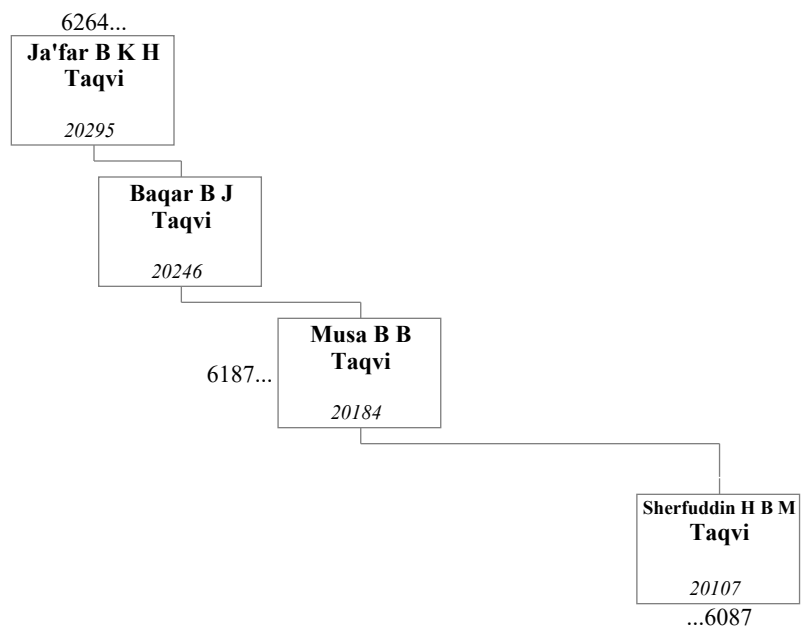 6264...
Ja'far B K H
Taqvi
20295
Baqar B J
Taqvi
20246
Musa B B
Taqvi
6187...
20184
Sherfuddin H B M
Taqvi
20107
...6087